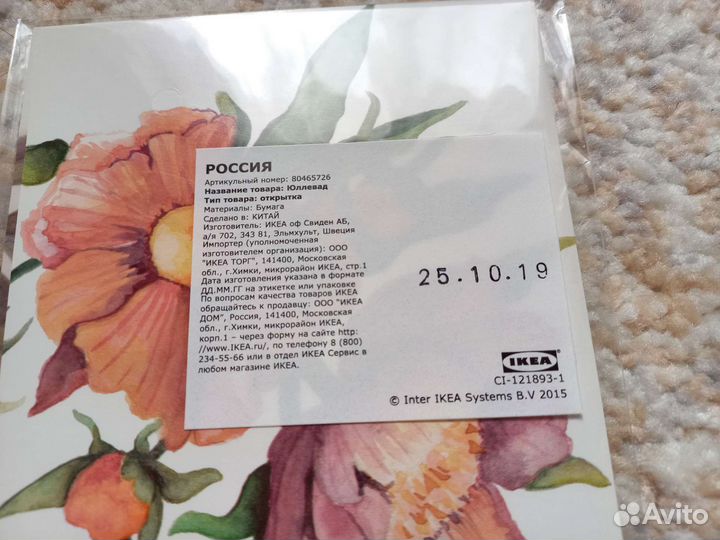 РОССИЯ
Артикульный номер: 80465726
Название товара: Юллевад
Тип товара: открытка
Материалы: Бумага
Сделано в: КИТАЙ
Изготовитель: ИКЕА оф Свиден АБ,
а/я 702, 343 81, Эльмхульт, Швеция
Импортер (уполномоченная
изготовителем организация): ООО
"ИКЕА ТОРГ", 141400, Московская
обл., г.Химки, микрорайон ИКЕА, стр.1
Дата изготовления указана в формате
ДД.ММ.ГГ на этикетке или упаковке
По вопросам качества товаров ИКЕА
обращайтесь к продавцу: ООО "ИКЕА
ДОМ", Россия, 141400, Московская
обл., г.Химки, микрорайон ИКЕА,
корп.1 – через форму на сайте http:
//www.IKEA.ru/, по телефону 8 (800)
234-55-66 или в отдел ИКЕА Сервис в
любом магазине ИКЕА.
25.10.19
IKEA
CI-121893-1
© Inter IKEA Systems B.V 2015
Avito